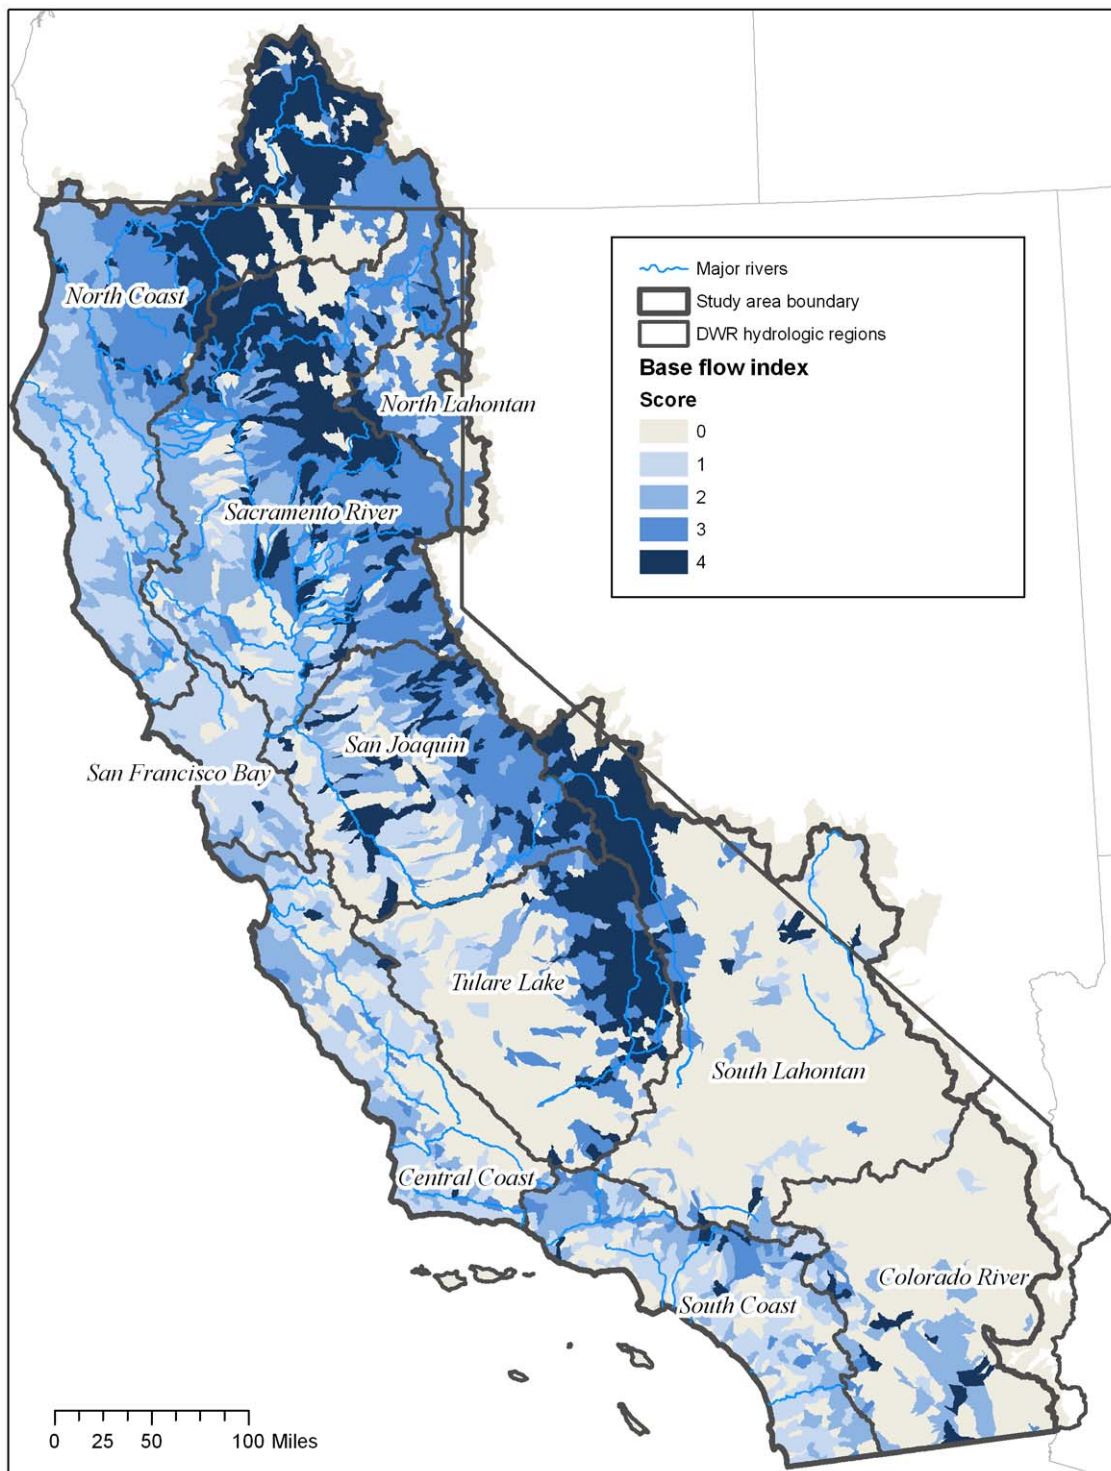 Major rivers
Study area boundary
DWR hydrologic regions
Base flow index
Score
0
1
2
3
4
North Coast
North Lahontan
Sacramento River
San Joaquin
San Francisco Bay
Tulare Lake
South Lahontan
Central Coast
Colorado River
South Coast
0 25 50 100 Miles